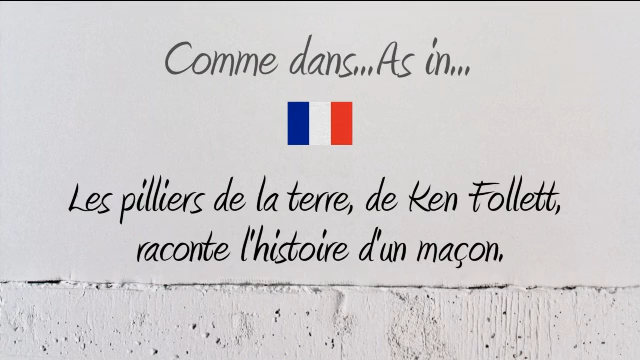 Comme dans...As in...
Les pilliers de la terre, de Ken Follett,
raconte l'histoire d'un maçon.